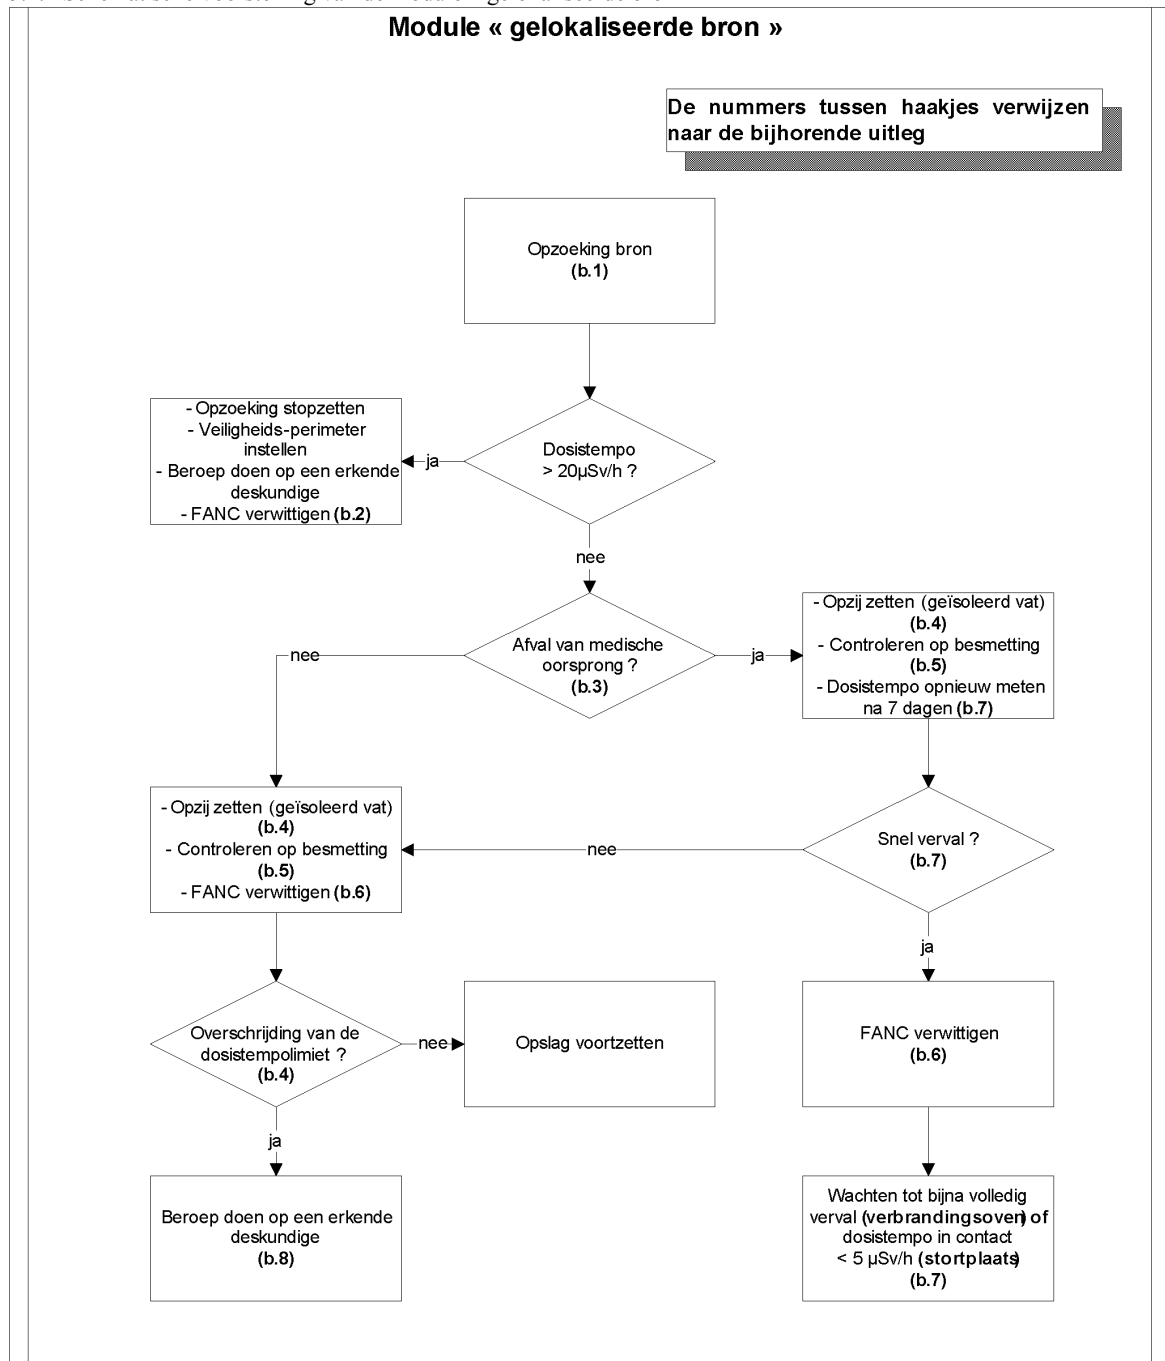 Module « gelokaliseerde bron »
De nummers tussen haakjes verwijzen
naar de bijhorende uitleg
Opzoeking bron
(b.1)
- Opzoeking stopzetten
- Veiligheids-perimeter
instellen
- Beroep doen op een erkende
deskundige
- FANC verwittigen (b.2)
ja
Dosistempo
> 20µSv/h ?
nee
Afval van medische
oorsprong ?
(b.3)
nee
ja
- Opzij zetten (geïsoleerd vat)
(b.4)
- Controleren op besmetting
(b.5)
- Dosistempo opnieuw meten
na 7 dagen (b.7)
- Opzij zetten (geïsoleerd vat)
(b.4)
- Controleren op besmetting
(b.5)
- FANC verwittigen (b.6)
nee
Snel verval ?
(b.7)
ja
Overschrijding van de
dosistempolimiet ?
(b.4)
nee
Opslag voortzetten
FANC verwittigen
(b.6)
ja
Beroep doen op een erkende
deskundige
(b.8)
Wachten tot bijna volledig
verval (verbrandingsoven) of
dosistempo in contact
< 5 µSv/h (stortplaats)
(b.7)